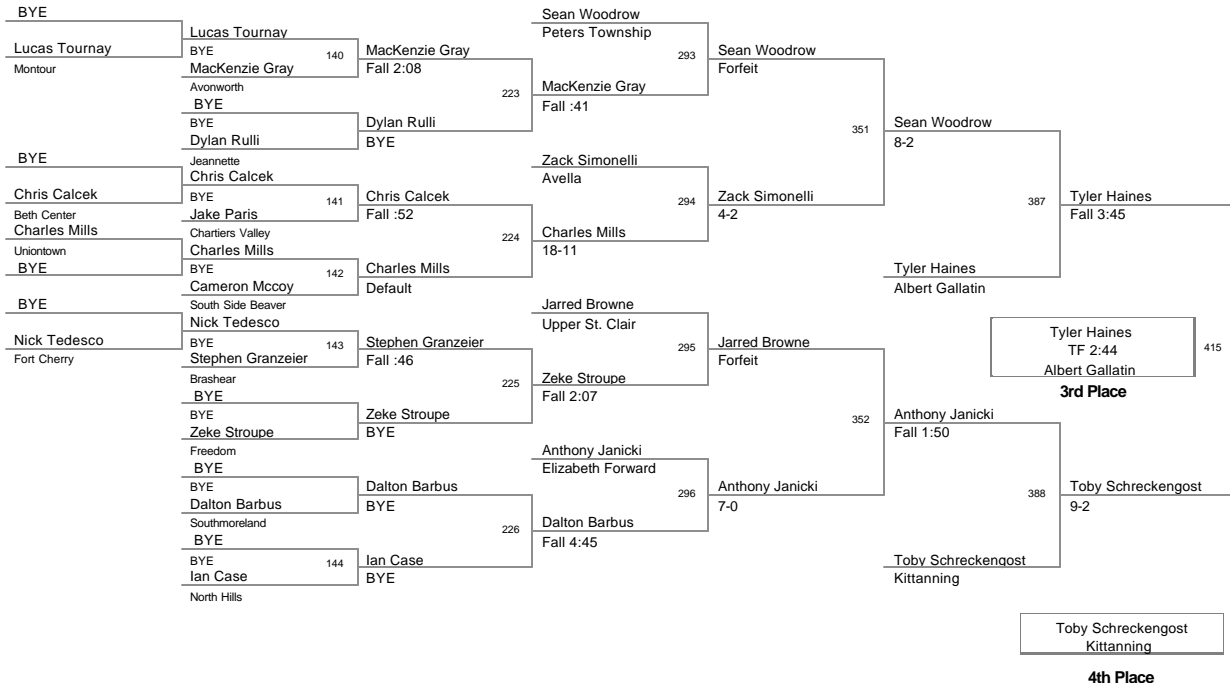 BYE
Lucas Tournay
Montour
BYE
Chris Calcek
Beth Center
Charles Mills
Uniontown
BYE
BYE
Nick Tedesco
Fort Cherry
Lucas Tournay
BYE
140
MacKenzie Gray
Avonworth
BYE
BYE
Dylan Rulli
Jeannette
Chris Calcek
BYE
141
Jake Paris
Chartiers Valley
Charles Mills
BYE
142
Cameron Mccoy
South Side Beaver
Nick Tedesco
BYE
143
Stephen Granzeier
Brashear
BYE
BYE
Zeke Stroupe
Freedom
BYE
BYE
Dalton Barbus
Southmoreland
BYE
BYE
144
Ian Case
North Hills
MacKenzie Gray
Fall 2:08
223
Dylan Rulli
BYE
Chris Calcek
Fall :52
224
Charles Mills
Default
Stephen Granzeier
Fall :46
225
Zeke Stroupe
BYE
Dalton Barbus
BYE
226
Ian Case
BYE
Sean Woodrow
Peters Township
293
MacKenzie Gray
Fall :41
Zack Simonelli
Avella
294
Charles Mills
18-11
Jarred Browne
Upper St. Clair
295
Zeke Stroupe
Fall 2:07
Anthony Janicki
Elizabeth Forward
296
Dalton Barbus
Fall 4:45
Sean Woodrow
Forfeit
351
Zack Simonelli
4-2
Jarred Browne
Forfeit
352
Anthony Janicki
7-0
Sean Woodrow
8-2
387
Tyler Haines
Albert Gallatin
Anthony Janicki
Fall 1:50
388
Toby Schreckengost
Kittanning
Tyler Haines
Fall 3:45
Tyler Haines
TF 2:44
415
Albert Gallatin
3rd Place
Toby Schreckengost
9-2
Toby Schreckengost
Kittanning
4th Place